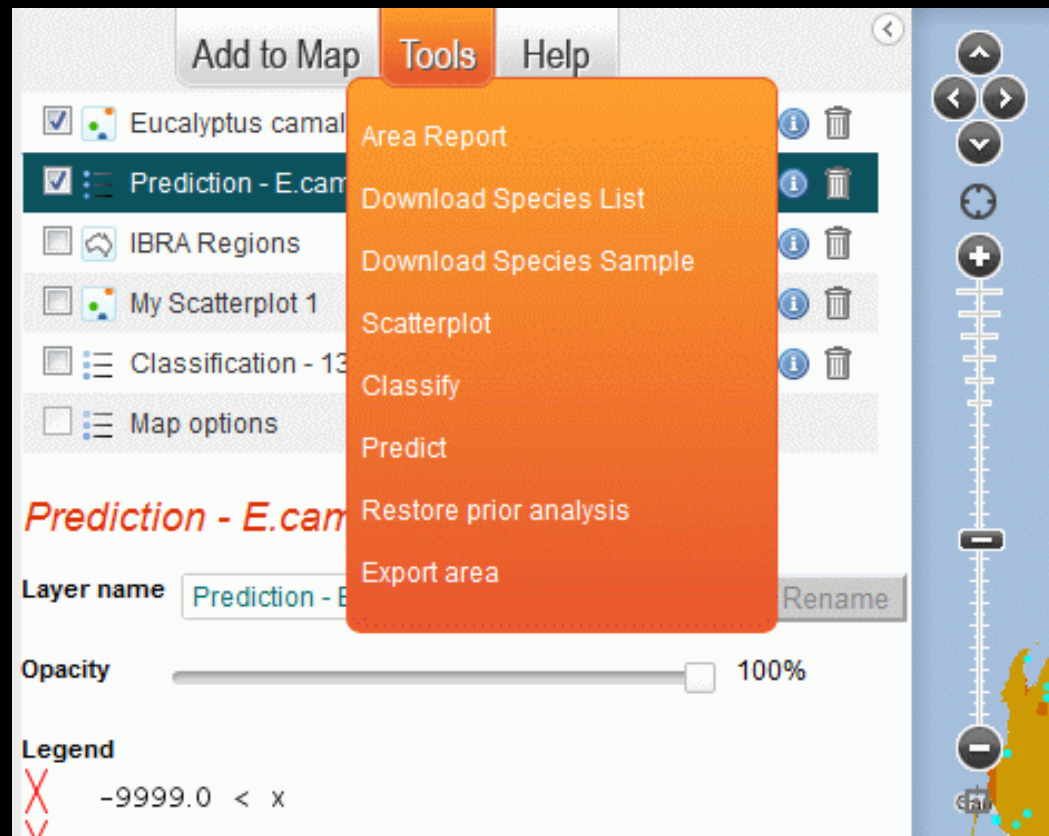 Add to Map Tools Help
Eucalyptus camal
Prediction - E.cam
IBRA Regions
My Scatterplot 1
Classification - 13
Map options
Area Report
Download Species List
Download Species Sample
Scatterplot
Classify
Predict
Restore prior analysis
Export area
Prediction - E.cam
Layer name Prediction - E Rename
Opacity 100%
Legend
-9999.0 < x